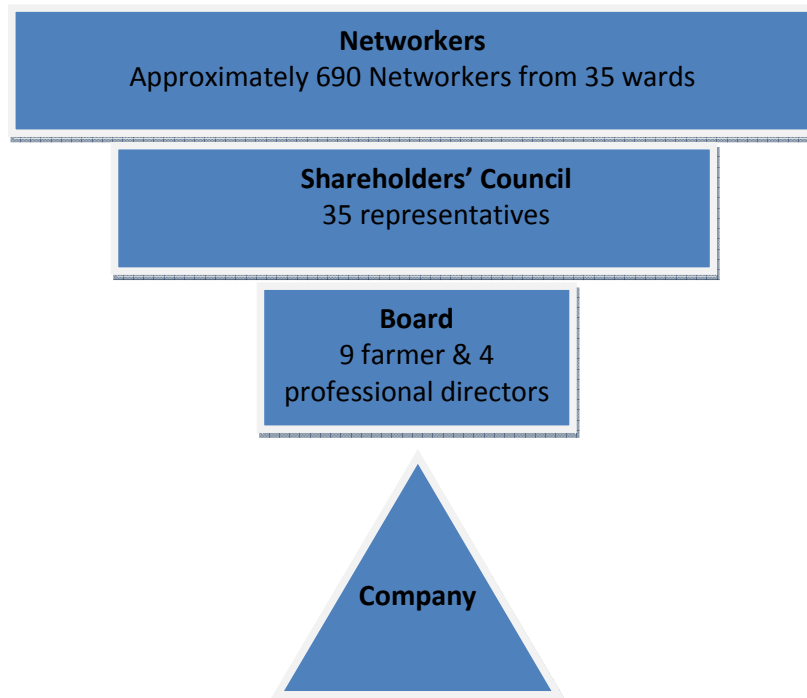 Networkers
Approximately 690 Networkers from 35 wards
Shareholders’ Council
35 representatives
Board
9 farmer & 4
professional directors
Company